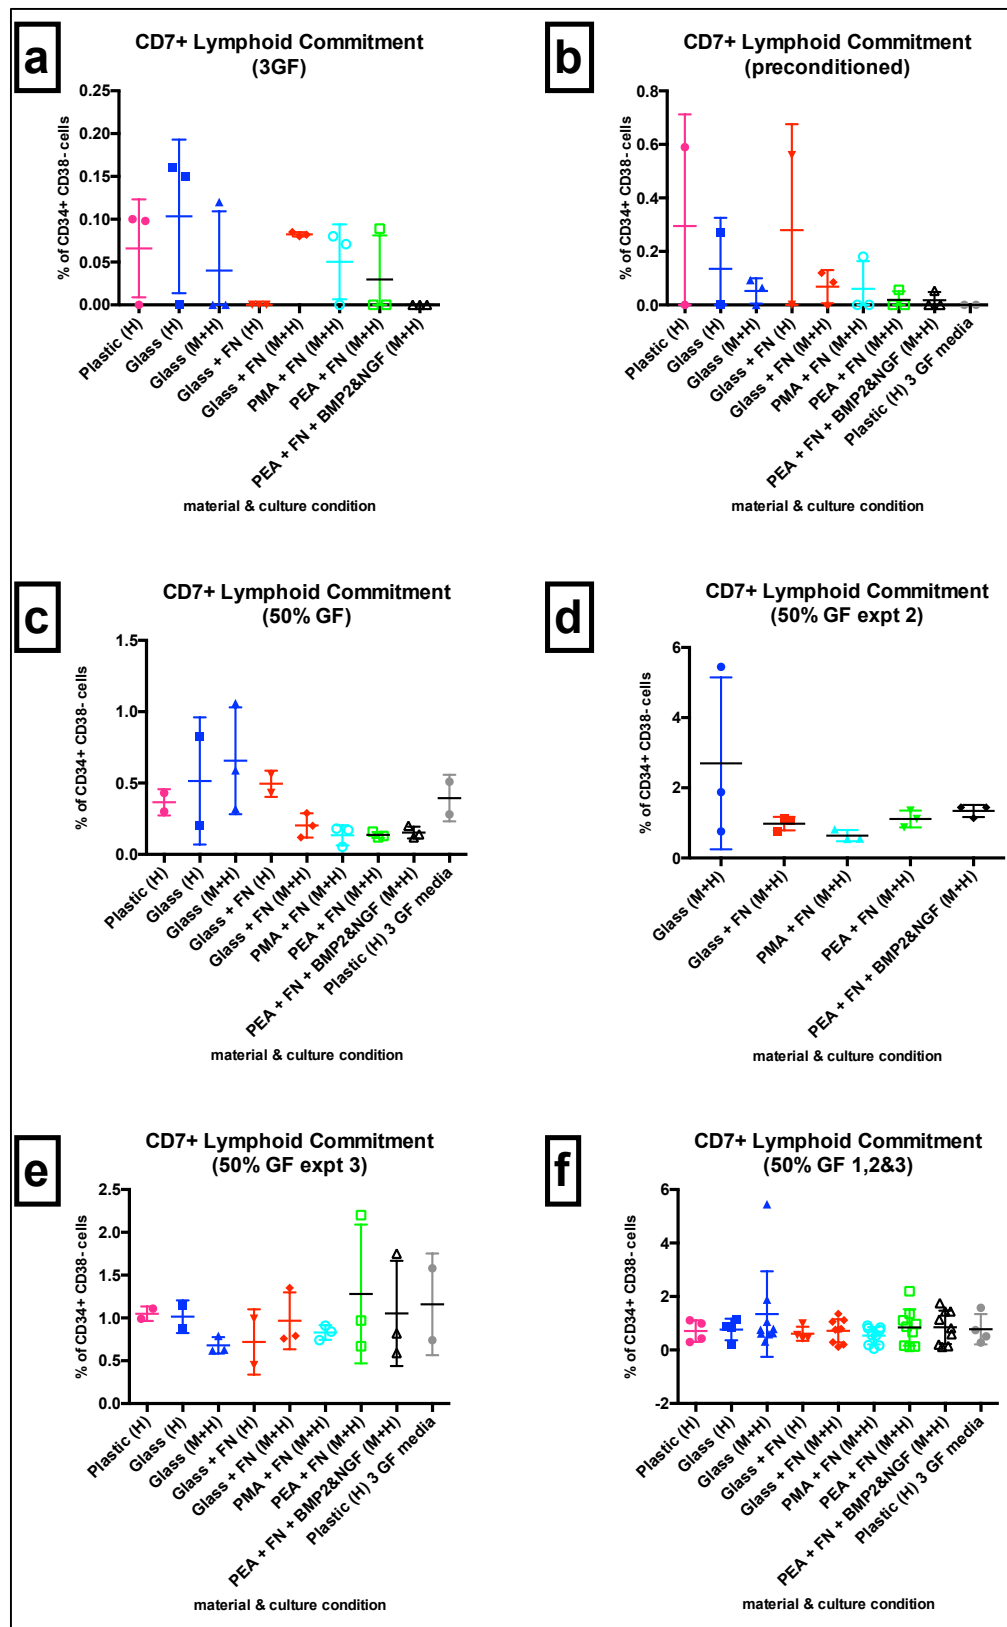 a
CD7+ Lymphoid Commitment
(3GF)
% of CD34+ CD38- cells
0.25
0.20
0.15
0.10
0.05
0.00
Plastic (H)
Glass (H)
Glass (M+H)
Glass + FN (H)
Glass + FN (M+H)
PMA + FN (M+H)
PEA + FN (M+H)
PEA + FN + BMP2&NGF (M+H)
material & culture condition
b
CD7+ Lymphoid Commitment
(preconditioned)
% of CD34+ CD38- cells
0.8
0.6
0.4
0.2
0.0
Plastic (H)
Glass (H)
Glass (M+H)
Glass + FN (H)
Glass + FN (M+H)
PMA + FN (M+H)
PEA + FN (M+H)
PEA + FN + BMP2&NGF (M+H)
Plastic (H) 3 GF media
material & culture condition
c
CD7+ Lymphoid Commitment
(50% GF)
% of CD34+ CD38- cells
1.5
1.0
0.5
0.0
Plastic (H)
Glass (H)
Glass (M+H)
Glass + FN (H)
Glass + FN (M+H)
PMA + FN (M+H)
PEA + FN (M+H)
PEA + FN + BMP2&NGF (M+H)
Plastic (H) 3 GF media
material & culture condition
d
CD7+ Lymphoid Commitment
(50% GF expt 2)
% of CD34+ CD38- cells
6
4
2
0
Glass (M+H)
Glass + FN (M+H)
PMA + FN (M+H)
PEA + FN (M+H)
PEA + FN + BMP2&NGF (M+H)
material & culture condition
e
CD7+ Lymphoid Commitment
(50% GF expt 3)
% of CD34+ CD38- cells
2.5
2.0
1.5
1.0
0.5
0.0
Plastic (H)
Glass (H)
Glass (M+H)
Glass + FN (H)
Glass + FN (M+H)
PMA + FN (M+H)
PEA + FN (M+H)
PEA + FN + BMP2&NGF (M+H)
Plastic (H) 3 GF media
material & culture condition
f
CD7+ Lymphoid Commitment
(50% GF 1,2&3)
% of CD34+ CD38- cells
6
4
2
0
-2
Plastic (H)
Glass (H)
Glass (M+H)
Glass + FN (H)
Glass + FN (M+H)
PMA + FN (M+H)
PEA + FN (M+H)
PEA + FN + BMP2&NGF (M+H)
Plastic (H) 3 GF media
material & culture condition